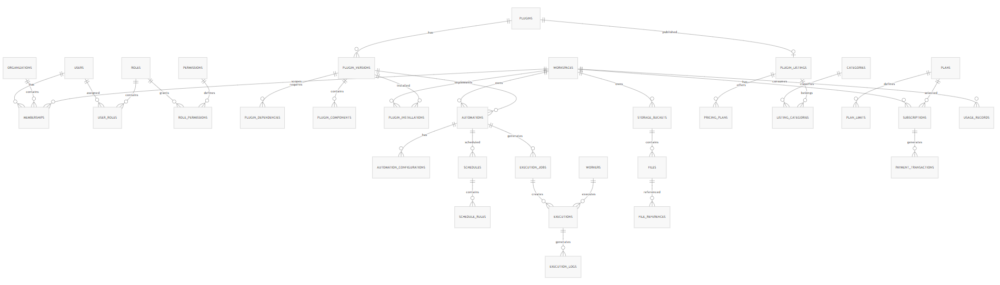 PLUGINS
has
published
ORGANIZATIONS
USERS
ROLES
PERMISSIONS
PLUGIN_VERSIONS
WORKSPACES
PLUGIN_LISTINGS
CATEGORIES
PLANS
has
contains
assigned
contains
grants
defines
scopes
requires
contains
installed
implements
owns
owns
has
offers
consumes
classifies
belongs
defines
selected
MEMBERSHIPS
USER_ROLES
ROLE_PERMISSIONS
PLUGIN_DEPENDENCIES
PLUGIN_COMPONENTS
PLUGIN_INSTALLATIONS
AUTOMATIONS
STORAGE_BUCKETS
PRICING_PLANS
LISTING_CATEGORIES
PLAN_LIMITS
SUBSCRIPTIONS
USAGE_RECORDS
has
scheduled
generates
contains
generates
AUTOMATION_CONFIGURATIONS
SCHEDULES
EXECUTION_JOBS
WORKERS
FILES
PAYMENT_TRANSACTIONS
contains
creates
executes
referenced
SCHEDULE_RULES
EXECUTIONS
FILE_REFERENCES
generates
EXECUTION_LOGS